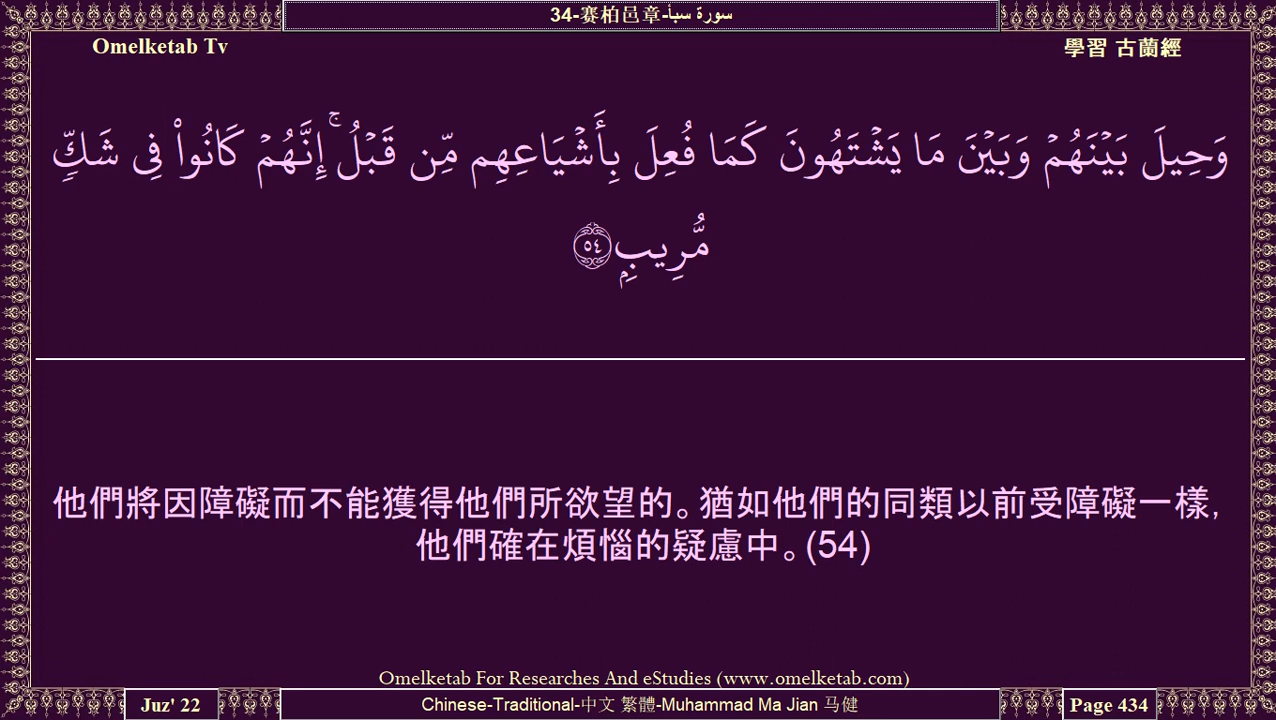 34-赛柏邑章-سورة سبأ
Omelketab Tv
學習 古蘭經
وَحِيلَ بَيْنَهُمْ وَبَيْنَ مَا يَشْتَهُونَ كَمَا فُعِلَ بِأَشْيَاعِهِم مِّن قَبْلُ ۚ إِنَّهُمْ كَانُوا۟ فِى شَكٍّ
مُّرِيبٍۭ ٥٤
他們將因障礙而不能獲得他們所欲望的。猶如他們的同類以前受障礙一樣,
他們確在煩惱的疑慮中。(54)
Omelketab For Researches And eStudies (www.omelketab.com)
Juz' 22
Chinese-Traditional-中文 繁體-Muhammad Ma Jian 马健
Page 434